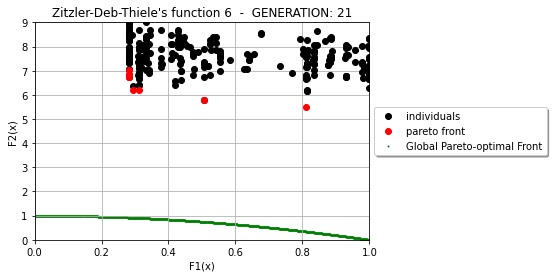 Zitzler-Deb-Thiele's function 6 - GENERATION: 21
F2(x)
9
8
7
6
5
4
3
2
1
0
0.0 0.2 0.4 0.6 0.8 1.0
F1(x)
individuals
pareto front
Global Pareto-optimal Front